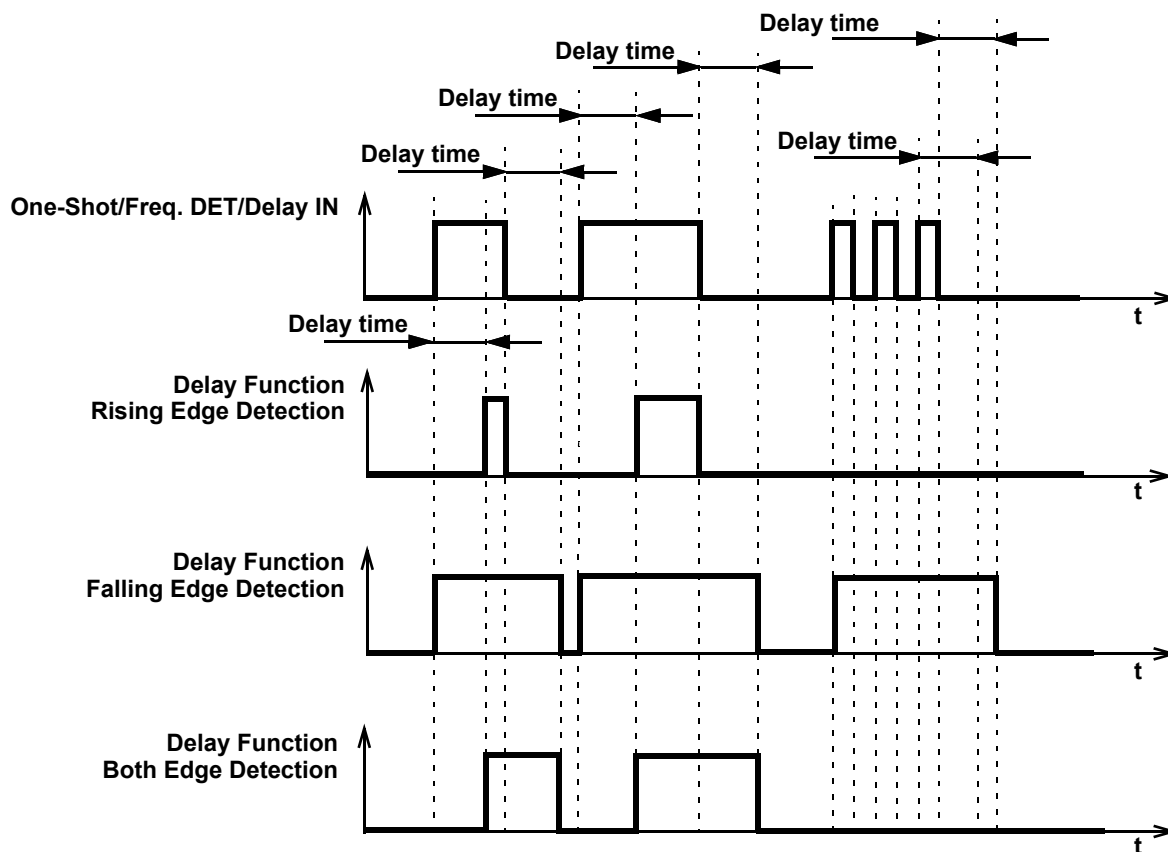 Delay time
Delay time
Delay time
Delay time
Delay time
One-Shot/Freq. DET/Delay IN
t
Delay time
Delay Function
Rising Edge Detection
t
Delay Function
Falling Edge Detection
t
Delay Function
Both Edge Detection
t